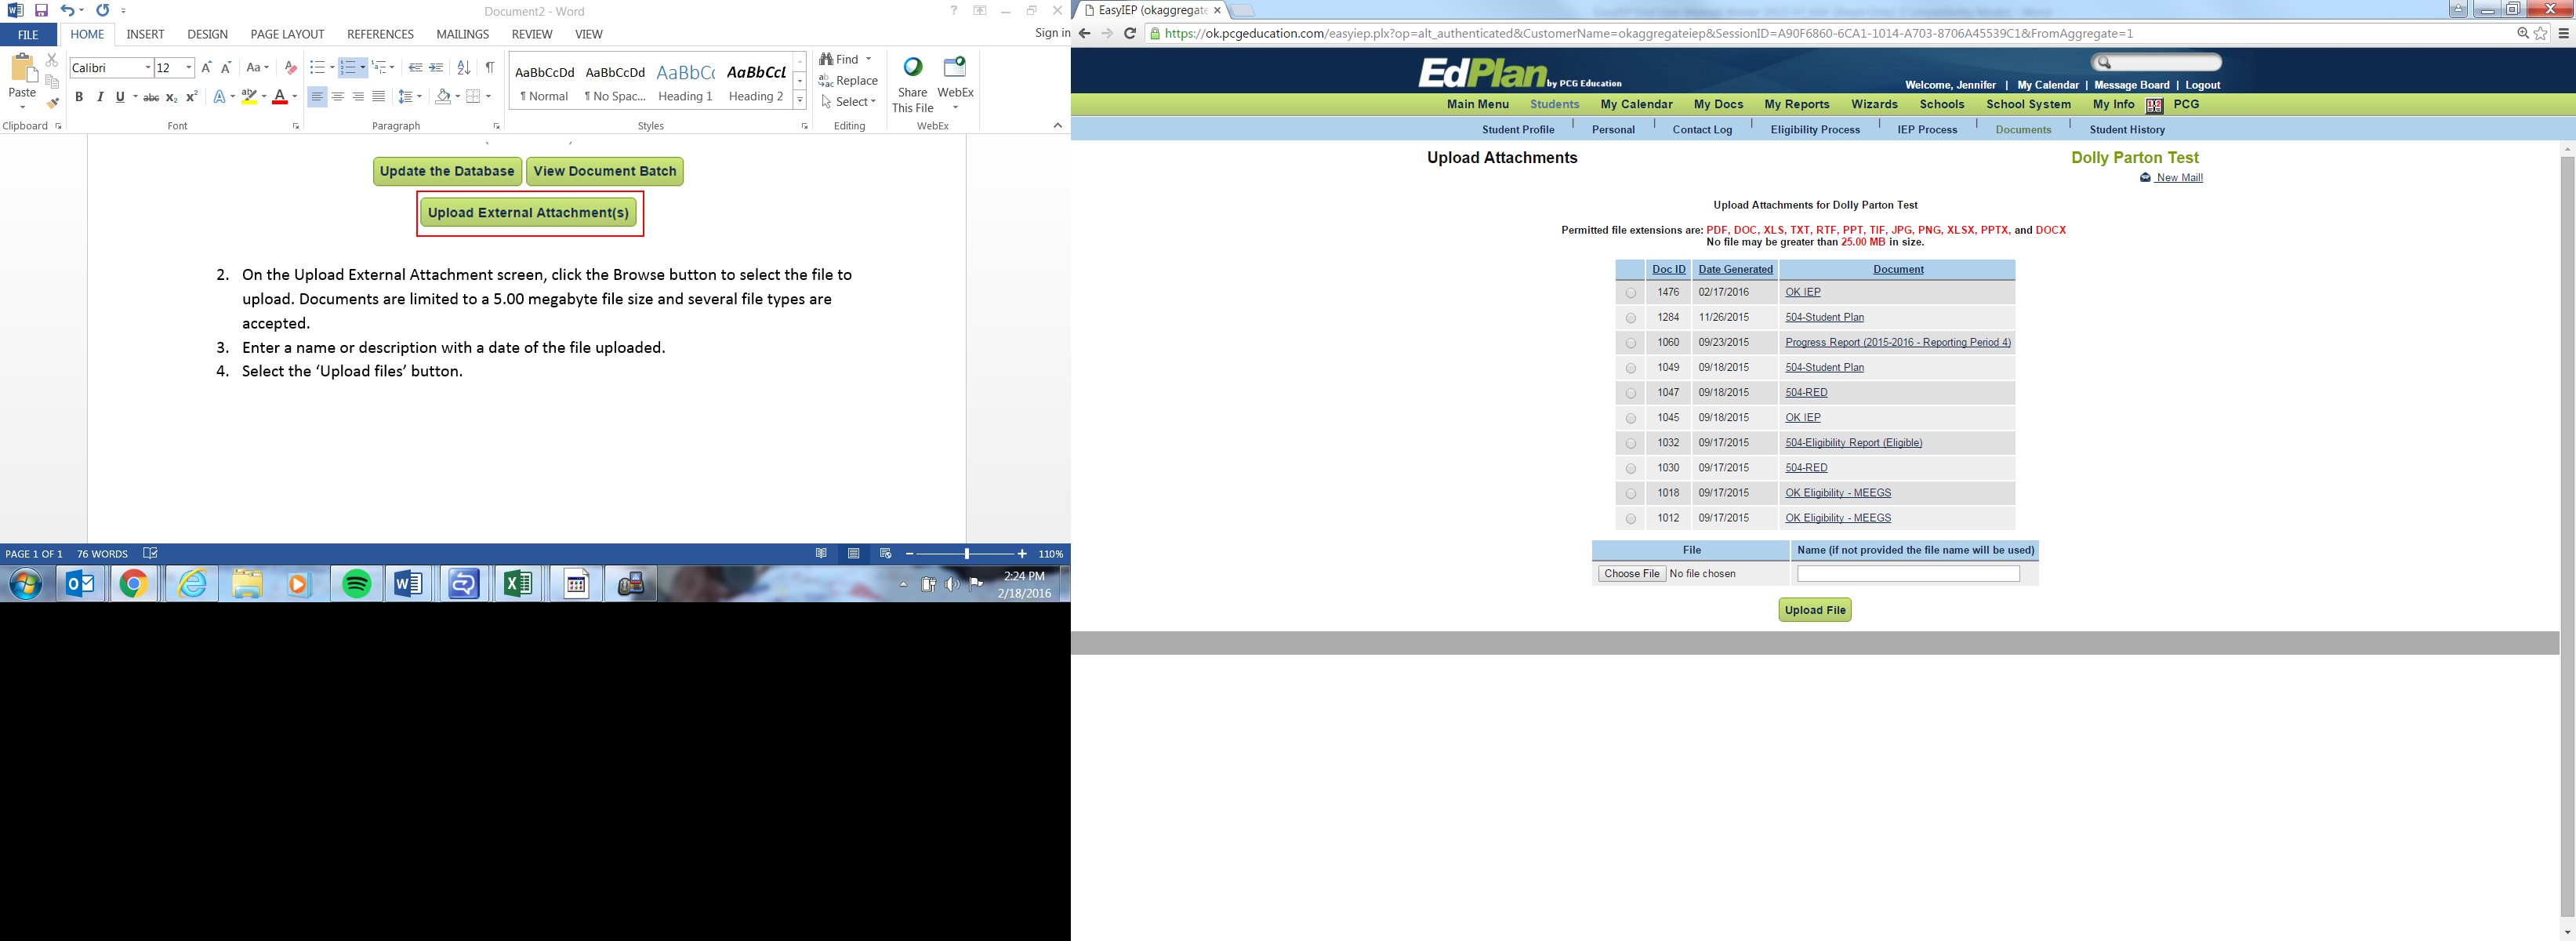 Document2 - Word
FILE HOME INSERT DESIGN PAGE LAYOUT REFERENCES MAILINGS REVIEW VIEW Sign in
Paste
Calibri 12
AaBbCcDd AaBbCcDd AaBbCc AaBbCcL
¶ Normal ¶ No Spac... Heading 1 Heading 2
Find
Replace
Select
Share This File
WebEx
Clipboard Font Paragraph Styles Editing WebEx
Update the Database View Document Batch
Upload External Attachment(s)
2. On the Upload External Attachment screen, click the Browse button to select the file to
upload. Documents are limited to a 5.00 megabyte file size and several file types are
accepted.
3. Enter a name or description with a date of the file uploaded.
4. Select the ‘Upload files’ button.
PAGE 1 OF 1 76 WORDS 110%
2:24 PM
2/18/2016
EasyIEP (okaggregate
https://ok.pcgeducation.com/easyiep.plx?op=alt_authenticated&CustomerName=okaggregateiep&SessionID=A90F6860-6CA1-1014-A703-8706A45539C1&FromAggregate=1
EdPlan by PCG Education
Welcome, Jennifer | My Calendar | Message Board | Logout
Main Menu Students My Calendar My Docs My Reports Wizards Schools School System My Info PCG
Student Profile | Personal | Contact Log | Eligibility Process | IEP Process | Documents | Student History
Upload Attachments Dolly Parton Test
New Mail!
Upload Attachments for Dolly Parton Test
Permitted file extensions are: PDF, DOC, XLS, TXT, RTF, PPT, TIF, JPG, PNG, XLSX, PPTX, and DOCX
No file may be greater than 25.00 MB in size.
Doc ID Date Generated Document
1476 02/17/2016 OK IEP
1284 11/26/2015 504-Student Plan
1060 09/23/2015 Progress Report (2015-2016 - Reporting Period 4)
1049 09/18/2015 504-Student Plan
1047 09/18/2015 504-RED
1045 09/18/2015 OK IEP
1032 09/17/2015 504-Eligibility Report (Eligible)
1030 09/17/2015 504-RED
1018 09/17/2015 OK Eligibility - MEEGS
1012 09/17/2015 OK Eligibility - MEEGS
File Name (if not provided the file name will be used)
Choose File No file chosen
Upload File